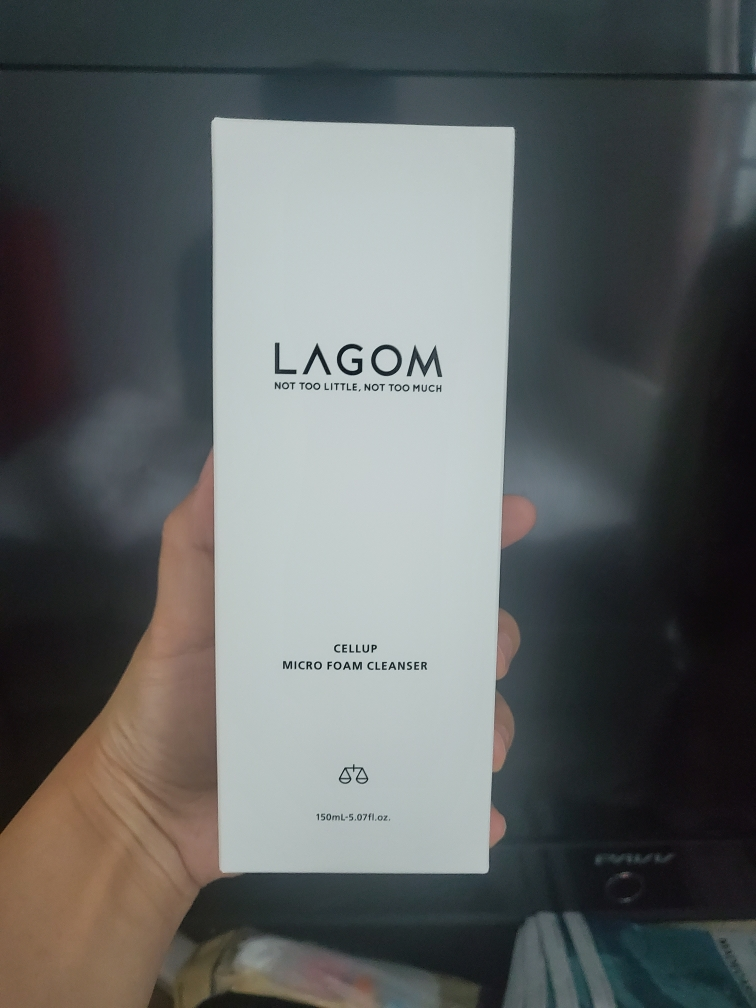 LAGOM
NOT TOO LITTLE, NOT TOO MUCH
CELLUP
MICRO FOAM CLEANSER
150mL-5.07fl.oz.